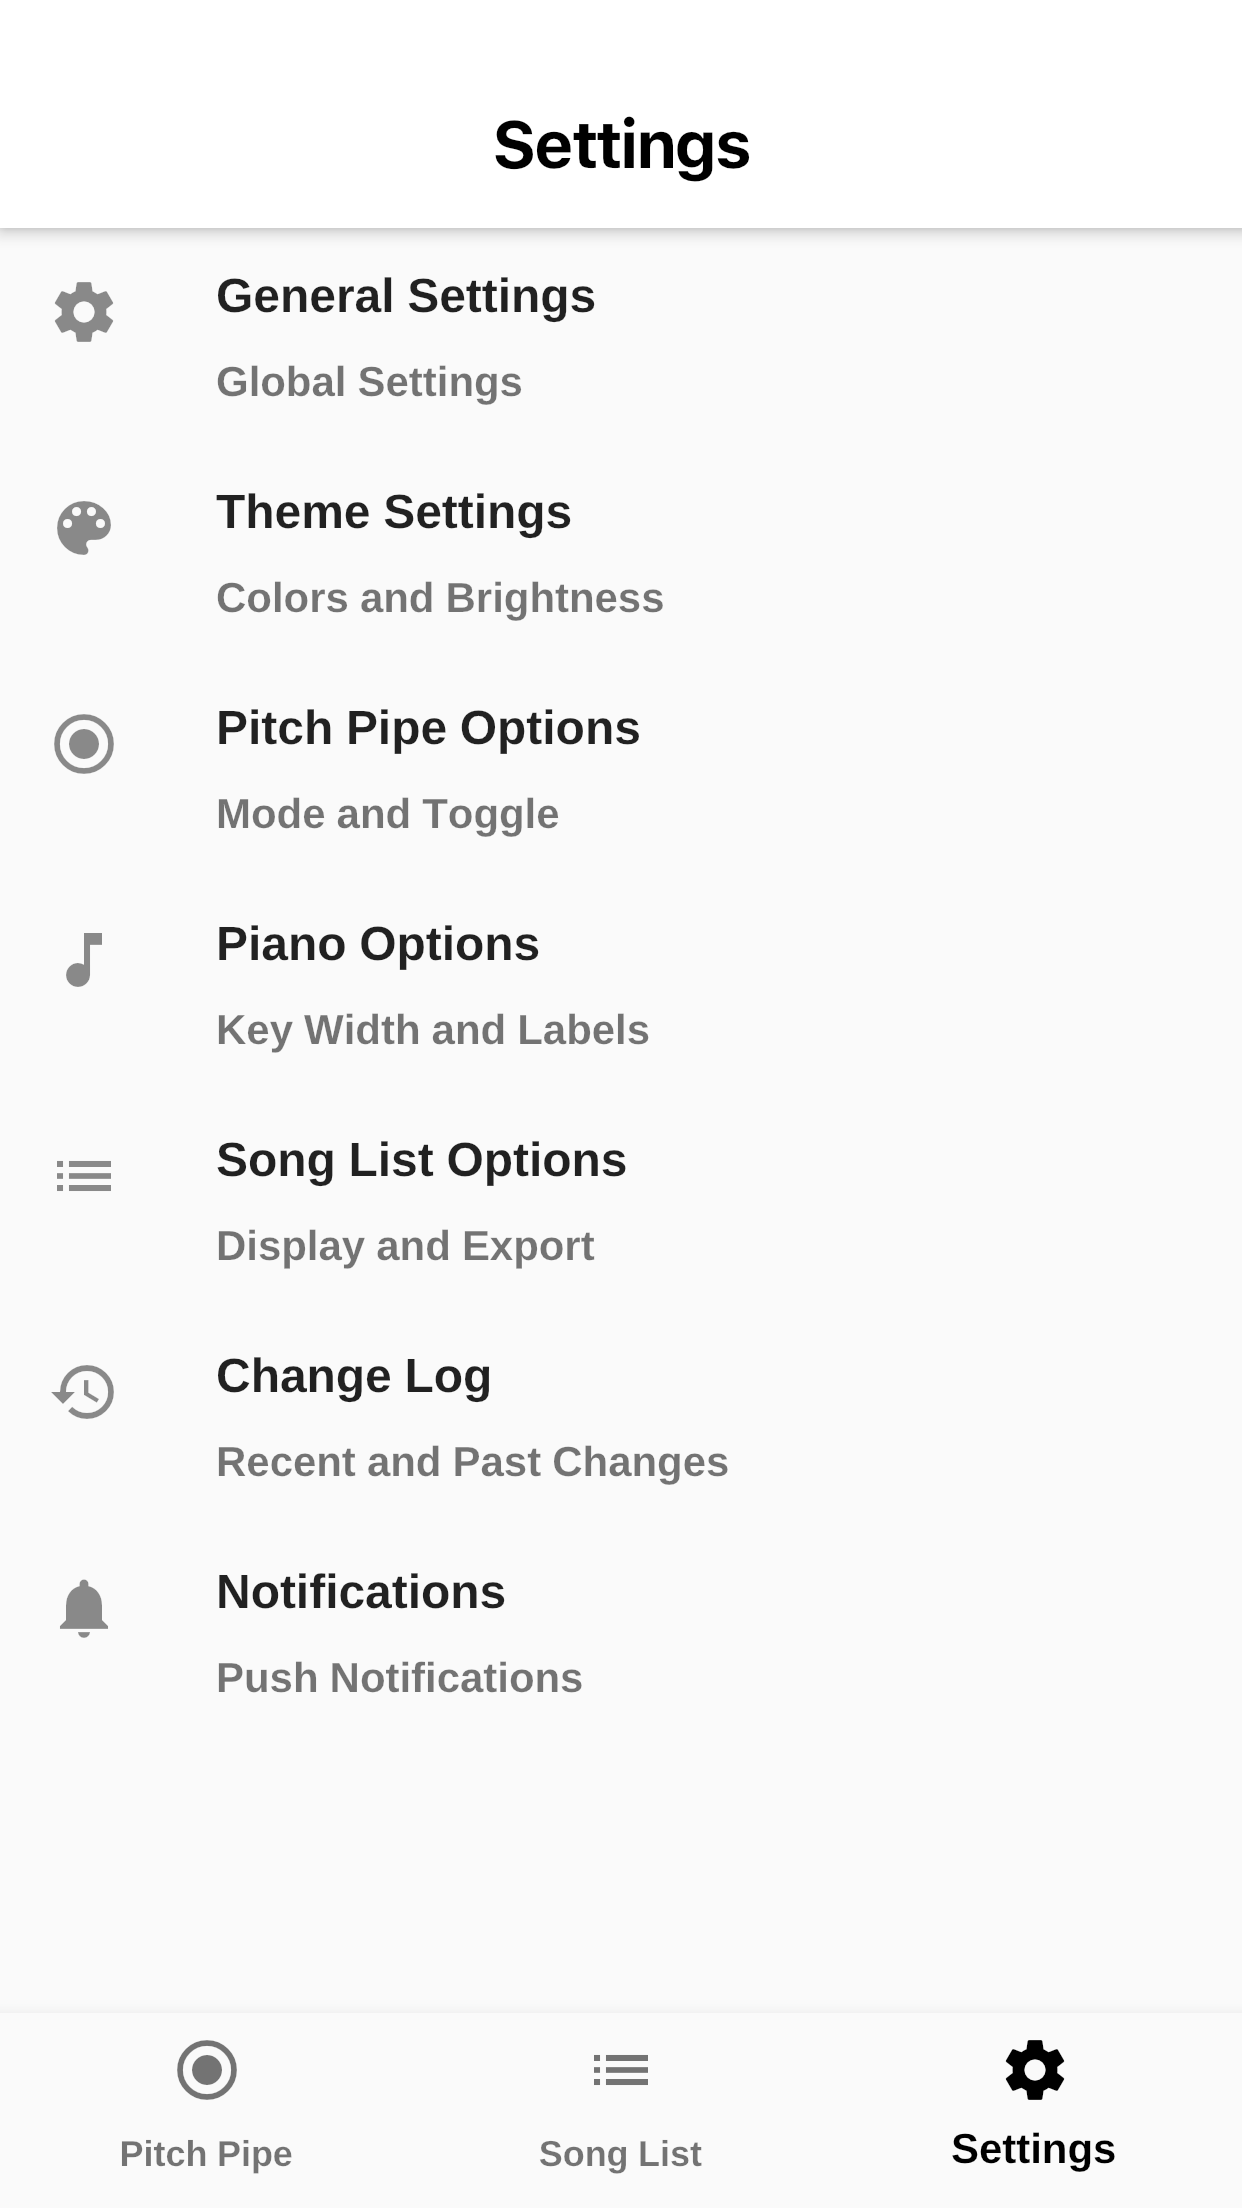 Settings
General Settings
Global Settings
Theme Settings
Colors and Brightness
Pitch Pipe Options
Mode and Toggle
Piano Options
Key Width and Labels
Song List Options
Display and Export
Change Log
Recent and Past Changes
Notifications
Push Notifications
Pitch Pipe
Song List
Settings